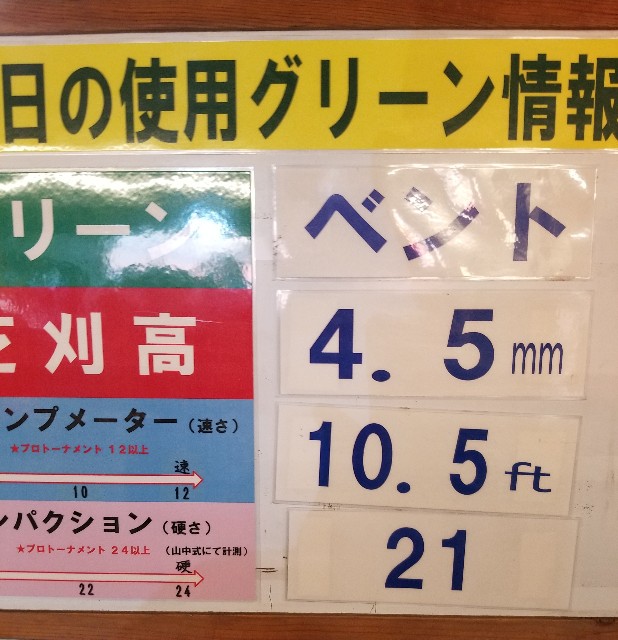 日の使用グリーン情報
リーン
ベント
芝刈高
4.5mm
ンプメーター(速さ)
★プロトーナメント 12以上
速
10 12
10.5ft
ンパクション(硬さ)
★プロトーナメント 24以上 (山中式にて計測)
硬
22 24
21